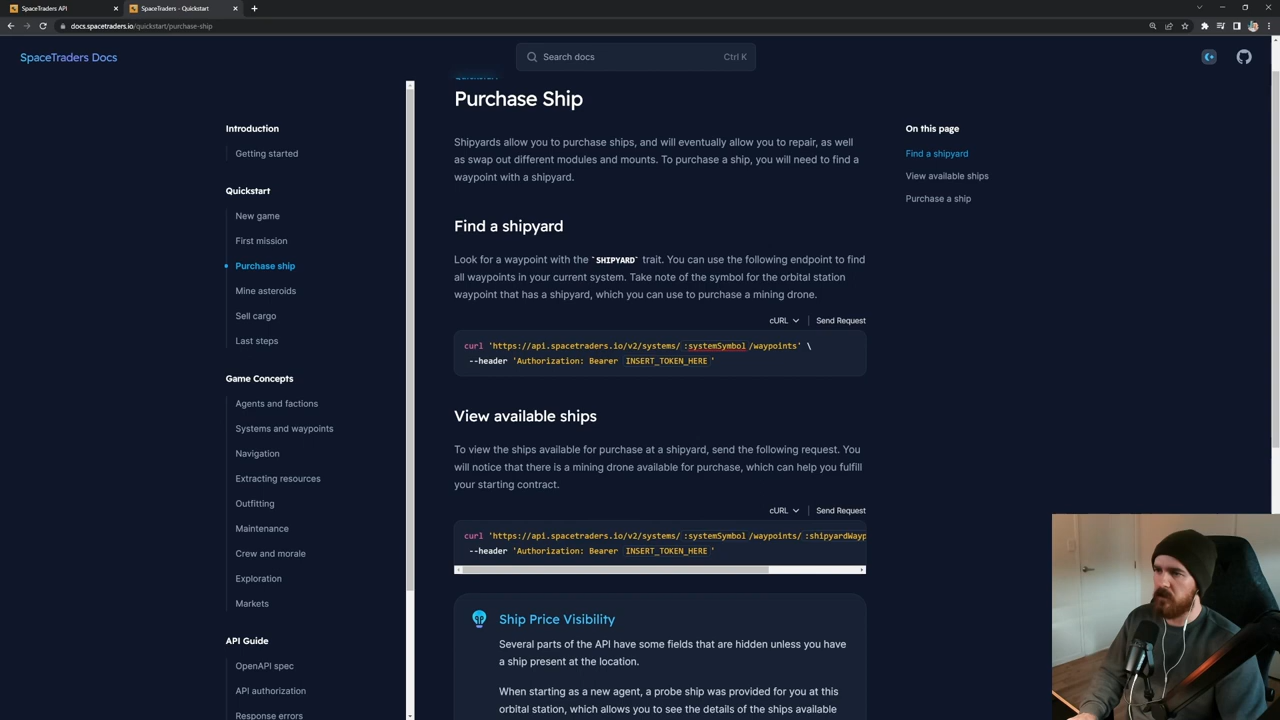 SpaceTraders API
SpaceTraders - Quickstart
docs.spacetraders.io/quickstart/purchase-ship
SpaceTraders Docs
Search docs
Ctrl K
Introduction
Getting started
Quickstart
New game
First mission
Purchase ship
Mine asteroids
Sell cargo
Last steps
Game Concepts
Agents and factions
Systems and waypoints
Navigation
Extracting resources
Outfitting
Maintenance
Crew and morale
Exploration
Markets
API Guide
OpenAPI spec
API authorization
Response errors
Quickstart
Purchase Ship
Shipyards allow you to purchase ships, and will eventually allow you to repair, as well
as swap out different modules and mounts. To purchase a ship, you will need to find a
waypoint with a shipyard.
Find a shipyard
Look for a waypoint with the `SHIPYARD` trait. You can use the following endpoint to find
all waypoints in your current system. Take note of the symbol for the orbital station
waypoint that has a shipyard, which you can use to purchase a mining drone.
cURL
Send Request
curl 'https://api.spacetraders.io/v2/systems/ :systemSymbol /waypoints' \
--header 'Authorization: Bearer INSERT_TOKEN_HERE '
View available ships
To view the ships available for purchase at a shipyard, send the following request. You
will notice that there is a mining drone available for purchase, which can help you fulfill
your starting contract.
cURL
Send Request
curl 'https://api.spacetraders.io/v2/systems/ :systemSymbol /waypoints/ :shipyardWayp
--header 'Authorization: Bearer INSERT_TOKEN_HERE '
Ship Price Visibility
Several parts of the API have some fields that are hidden unless you have
a ship present at the location.
When starting as a new agent, a probe ship was provided for you at this
orbital station, which allows you to see the details of the ships available
On this page
Find a shipyard
View available ships
Purchase a ship